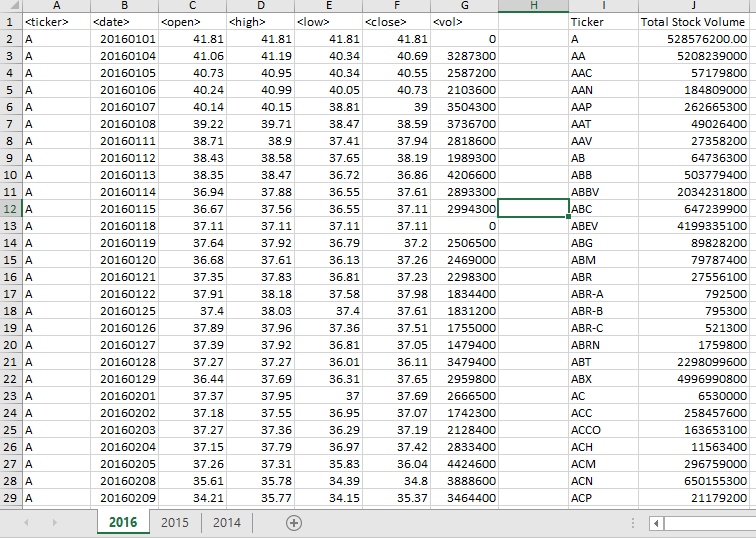 A B C D E F G H I J
1 <ticker> <date> <open> <high> <low> <close> <vol> Ticker Total Stock Volume
2 A 20160101 41.81 41.81 41.81 41.81 0 A 528576200.00
3 A 20160104 41.06 41.19 40.34 40.69 3287300 AA 5208239000
4 A 20160105 40.73 40.95 40.34 40.55 2587200 AAC 57179800
5 A 20160106 40.24 40.99 40.05 40.73 2103600 AAN 184809000
6 A 20160107 40.14 40.15 38.81 39 3504300 AAP 262665300
7 A 20160108 39.22 39.71 38.47 38.59 3736700 AAT 49026400
8 A 20160111 38.71 38.9 37.41 37.94 2818600 AAV 27358200
9 A 20160112 38.43 38.58 37.65 38.19 1989300 AB 64736300
10 A 20160113 38.35 38.47 36.72 36.86 4206600 ABB 503779400
11 A 20160114 36.94 37.88 36.55 37.61 2893300 ABBV 2034231800
12 A 20160115 36.67 37.56 36.55 37.11 2994300 ABC 647239900
13 A 20160118 37.11 37.11 37.11 37.11 0 ABEV 4199335100
14 A 20160119 37.64 37.92 36.79 37.2 2506500 ABG 89828200
15 A 20160120 36.68 37.61 36.13 37.26 2469000 ABM 79787400
16 A 20160121 37.35 37.83 36.81 37.23 2298300 ABR 27556100
17 A 20160122 37.91 38.18 37.58 37.98 1834400 ABR-A 792500
18 A 20160125 37.4 38.03 37.4 37.61 1831200 ABR-B 795300
19 A 20160126 37.89 37.96 37.36 37.51 1755000 ABR-C 521300
20 A 20160127 37.39 37.92 36.81 37.05 1479400 ABRN 1759800
21 A 20160128 37.27 37.27 36.01 36.11 3479400 ABT 2298099600
22 A 20160129 36.44 37.69 36.31 37.65 2959800 ABX 4996990800
23 A 20160201 37.37 37.95 37 37.69 2666500 AC 6530000
24 A 20160202 37.18 37.55 36.95 37.07 1742300 ACC 258457600
25 A 20160203 37.27 37.36 36.29 37.19 2128400 ACCO 163653100
26 A 20160204 37.15 37.79 36.97 37.42 2833400 ACH 11563400
27 A 20160205 37.26 37.31 35.83 36.04 4424600 ACM 296759000
28 A 20160208 35.61 35.78 34.39 34.8 3888600 ACN 650155300
29 A 20160209 34.21 35.77 34.15 35.37 3464400 ACP 21179200
2016 2015 2014